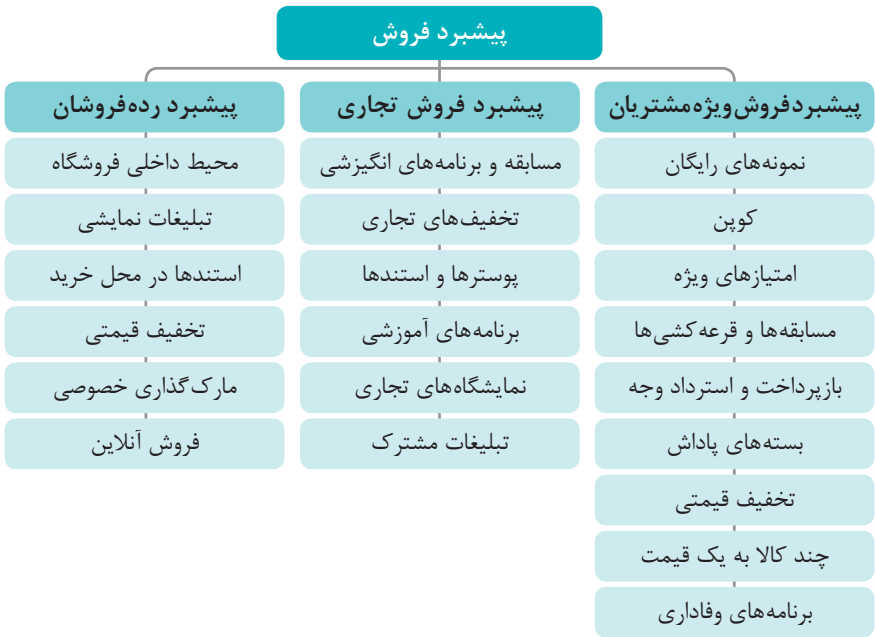 پیشبرد فروش
پیشبردفروش‌ویژه‌مشتریان
نمونه‌های رایگان
کوپن
امتیازهای ویژه
مسابقه‌ها و قرعه‌کشی‌ها
بازپرداخت و استرداد وجه
بسته‌های پاداش
تخفیف قیمتی
چند کالا به یک قیمت
برنامه‌های وفاداری
پیشبرد فروش تجاری
مسابقه و برنامه‌های انگیزشی
تخفیف‌های تجاری
پوسترها و استندها
برنامه‌های آموزشی
نمایشگاه‌های تجاری
تبلیغات مشترک
پیشبرد رده‌فروشان
محیط داخلی فروشگاه
تبلیغات نمایشی
استندها در محل خرید
تخفیف قیمتی
مارک‌گذاری خصوصی
فروش آنلاین